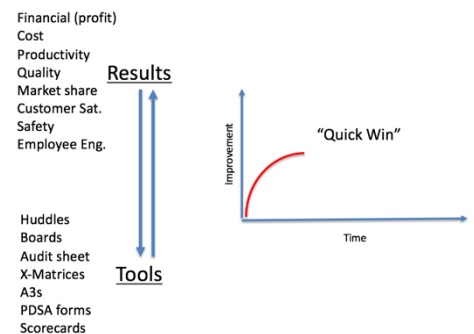 Financial (profit)
Cost
Productivity
Quality
Market share
Customer Sat.
Safety
Employee Eng.
Results
Huddles
Boards
Audit sheet
X-Matrices
A3s
PDSA forms
Scorecards
Tools
Improvement
“Quick Win”
Time